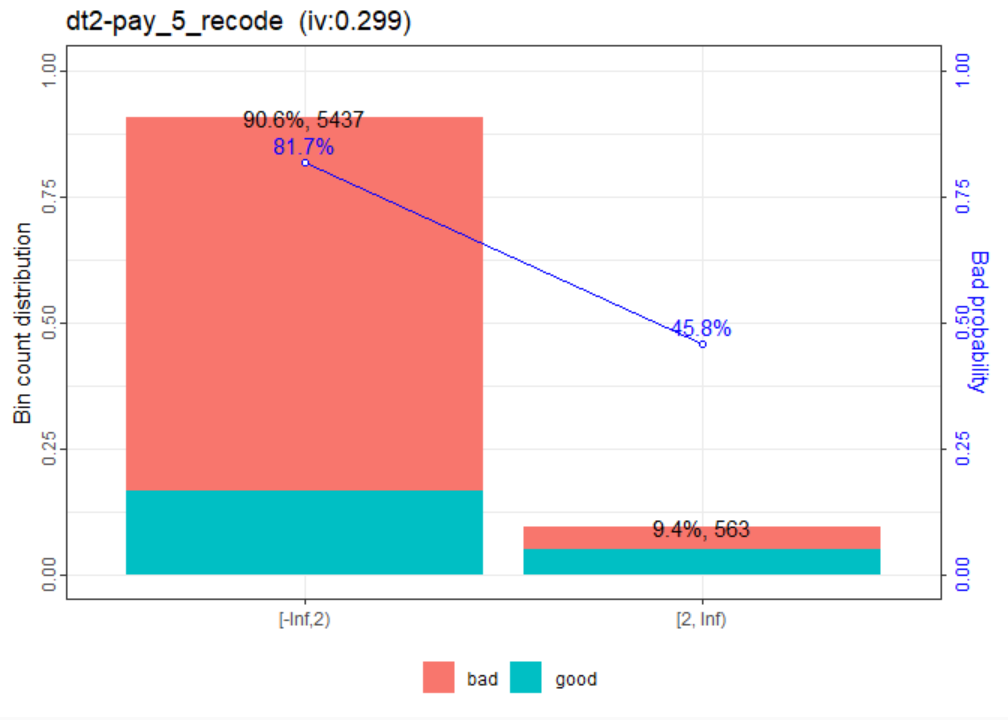 dt2-pay_5_recode (iv:0.299)
Bin count distribution
1.00
0.75
0.50
0.25
0.00
90.6%, 5437
81.7%
45.8%
9.4%, 563
1.00
0.75
0.50
0.25
0.00
Bad probability
[-Inf,2)
[2, Inf)
bad
good